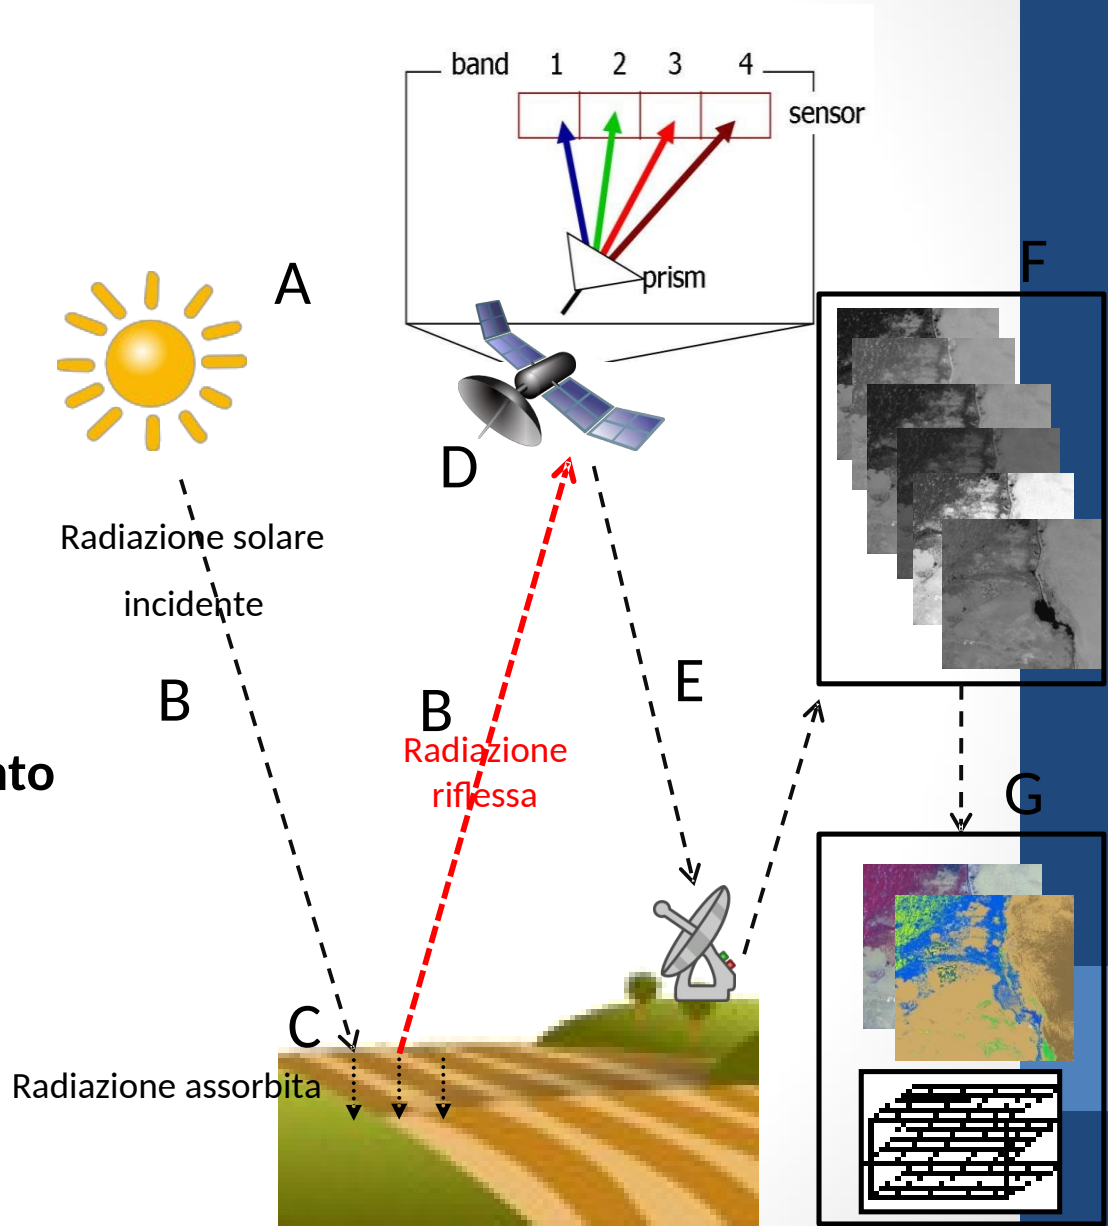 band 1 2 3 4
sensor
prism
A
F
D
Radiazione solare
incidente
B
B
E
Radiazione
riflessa
nto
G
C
Radiazione assorbita